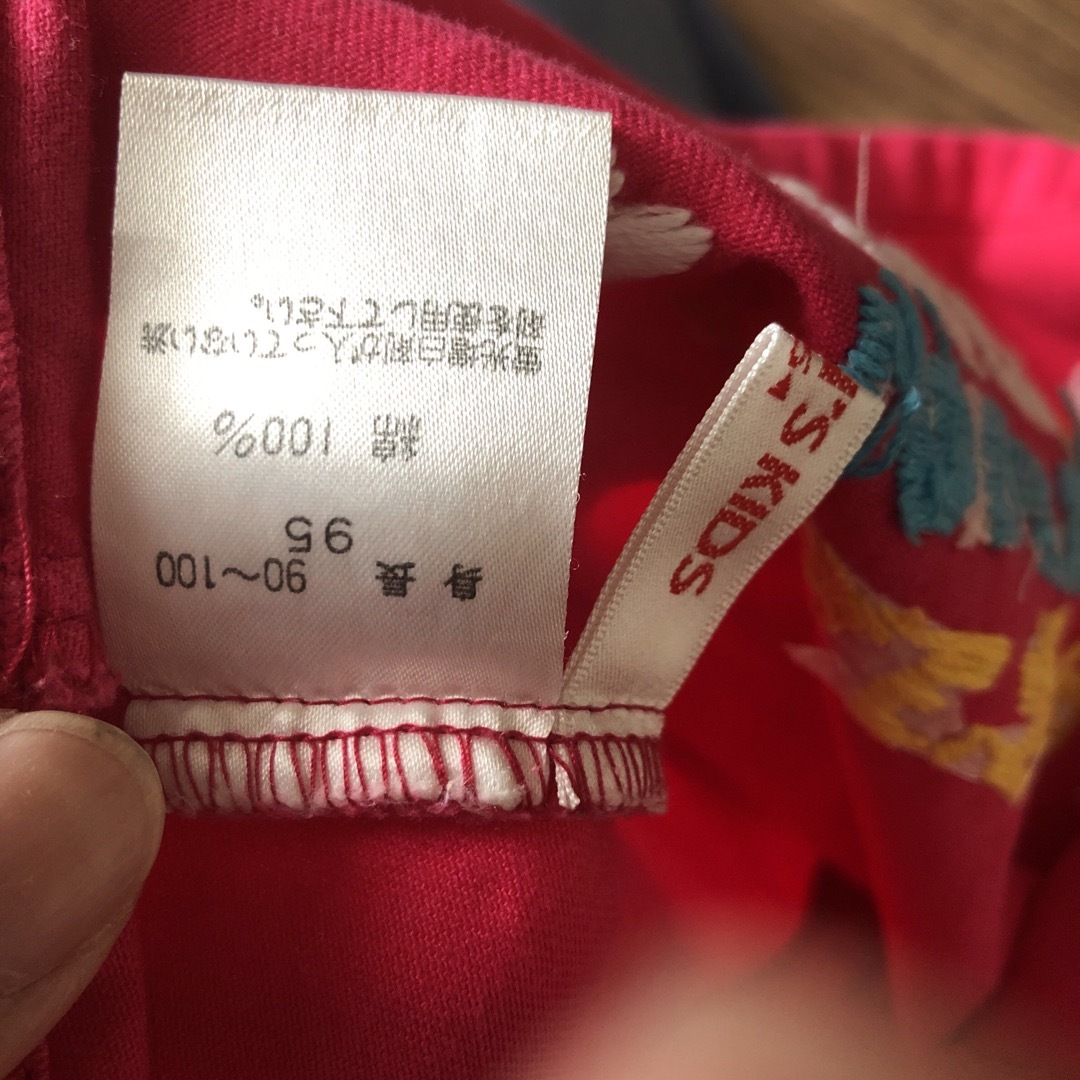 95
身長 90～100
綿 100%
蛍光増白剤が入っていない洗
剤を使用して下さい。
'S KIDS